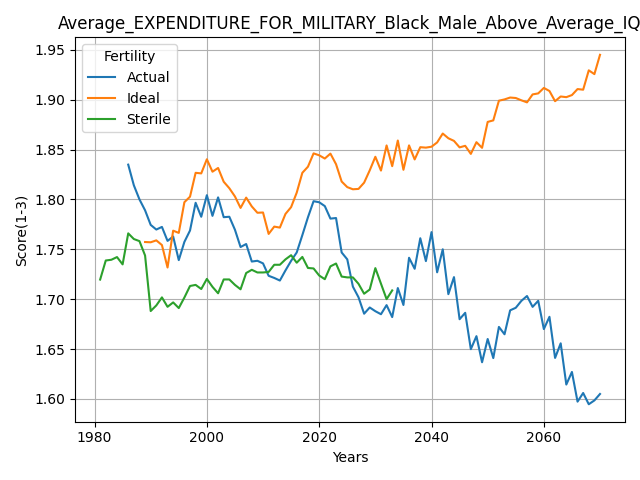 Average_EXPENDITURE_FOR_MILITARY_Black_Male_Above_Average_IQ
Fertility
Actual
Ideal
Sterile
Score(1-3)
1.95
1.90
1.85
1.80
1.75
1.70
1.65
1.60
1980
2000
2020
2040
2060
Years